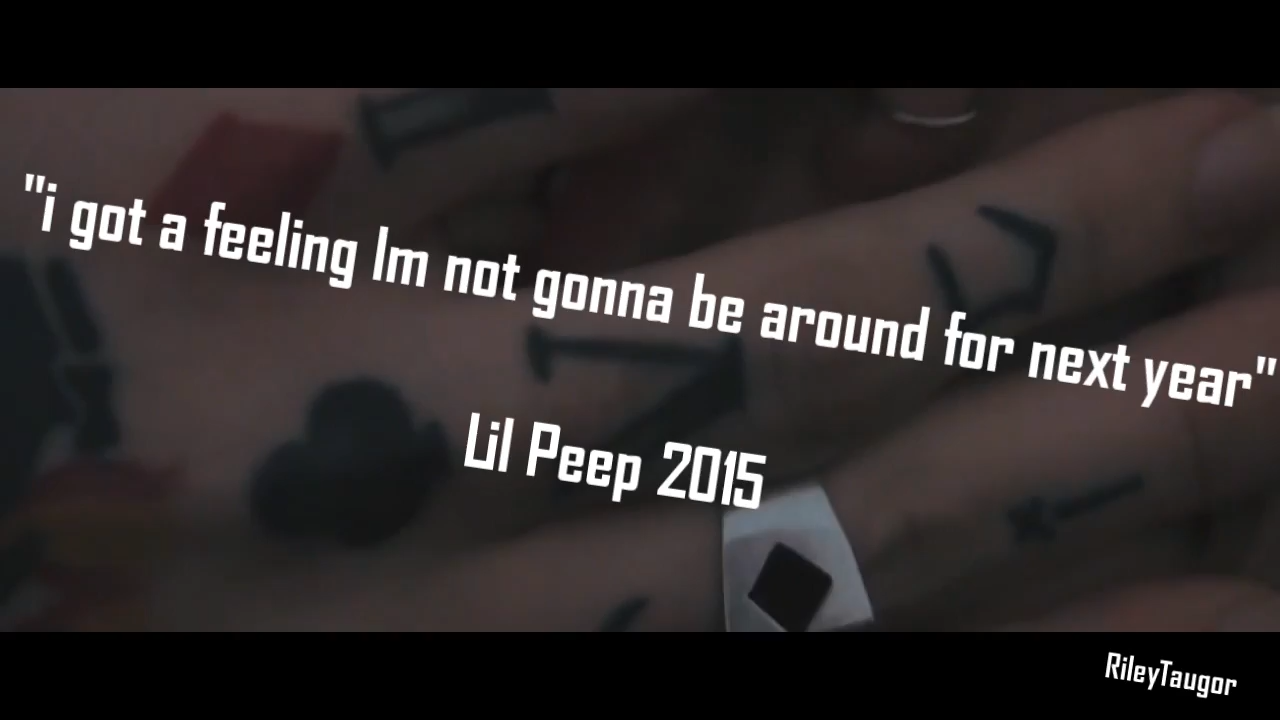 "i got a feeling Im not gonna be around for next year"
Lil Peep 2015
RileyTaugor